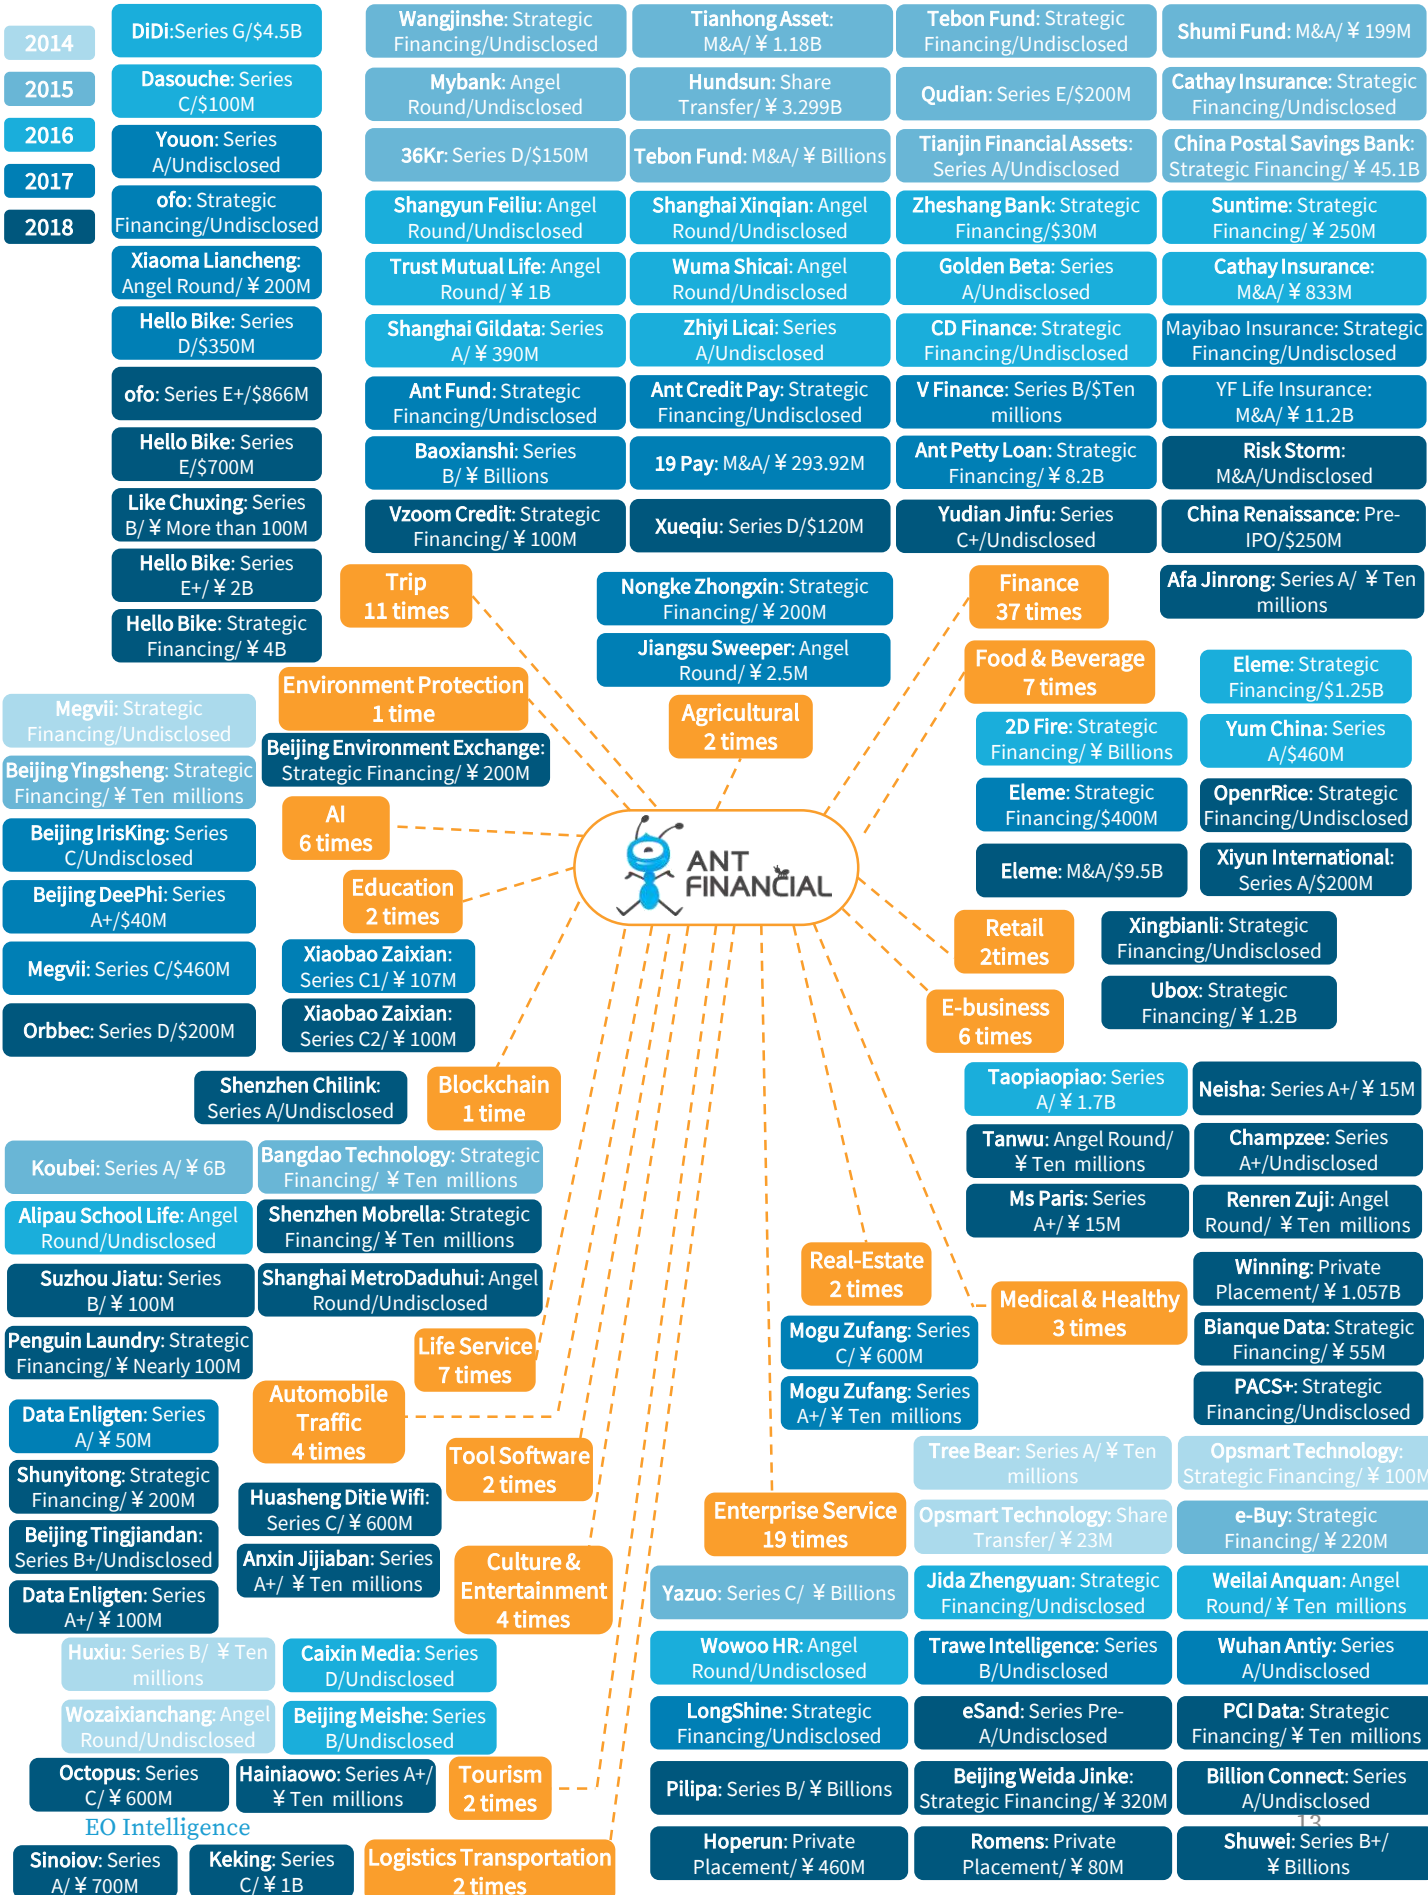 2014
2015
2016
2017
2018
DiDi:Series G/$4.5B
Dasouche: Series
C/$100M
Youon: Series
A/Undisclosed
ofo: Strategic
Financing/Undisclosed
Xiaoma Liancheng:
Angel Round/ ¥ 200M
Hello Bike: Series
D/$350M
ofo: Series E+/$866M
Hello Bike: Series
E/$700M
Like Chuxing: Series
B/ ¥ More than 100M
Hello Bike: Series
E+/ ¥ 2B
Hello Bike: Strategic
Financing/ ¥ 4B
Trip
11 times
Wangjinshe: Strategic
Financing/Undisclosed
Tianhong Asset:
M&A/ ¥ 1.18B
Tebon Fund: Strategic
Financing/Undisclosed
Shumi Fund: M&A/ ¥ 199M
Mybank: Angel
Round/Undisclosed
Hundsun: Share
Transfer/ ¥ 3.299B
Qudian: Series E/$200M
Cathay Insurance: Strategic
Financing/Undisclosed
36Kr: Series D/$150M
Tebon Fund: M&A/ ¥ Billions
Tianjin Financial Assets:
Series A/Undisclosed
China Postal Savings Bank:
Strategic Financing/ ¥ 45.1B
Shangyun Feiliu: Angel
Round/Undisclosed
Shanghai Xinqian: Angel
Round/Undisclosed
Zheshang Bank: Strategic
Financing/$30M
Suntime: Strategic
Financing/ ¥ 250M
Trust Mutual Life: Angel
Round/ ¥ 1B
Wuma Shicai: Angel
Round/Undisclosed
Golden Beta: Series
A/Undisclosed
Cathay Insurance:
M&A/ ¥ 833M
Shanghai Gildata: Series
A/ ¥ 390M
Zhiyi Licai: Series
A/Undisclosed
CD Finance: Strategic
Financing/Undisclosed
Mayibao Insurance: Strategic
Financing/Undisclosed
Ant Fund: Strategic
Financing/Undisclosed
Ant Credit Pay: Strategic
Financing/Undisclosed
V Finance: Series B/$Ten
millions
YF Life Insurance:
M&A/ ¥ 11.2B
Baoxianshi: Series
B/ ¥ Billions
19 Pay: M&A/ ¥ 293.92M
Ant Petty Loan: Strategic
Financing/ ¥ 8.2B
Risk Storm:
M&A/Undisclosed
Vzoom Credit: Strategic
Financing/ ¥ 100M
Xueqiu: Series D/$120M
Yudian Jinfu: Series
C+/Undisclosed
China Renaissance: Pre-
IPO/$250M
Afa Jinrong: Series A/ ¥ Ten
millions
Finance
37 times
Nongke Zhongxin: Strategic
Financing/ ¥ 200M
Jiangsu Sweeper: Angel
Round/ ¥ 2.5M
Agricultural
2 times
Food & Beverage
7 times
Eleme: Strategic
Financing/$1.25B
2D Fire: Strategic
Financing/ ¥ Billions
Yum China: Series
A/$460M
Eleme: Strategic
Financing/$400M
OpenrRice: Strategic
Financing/Undisclosed
Eleme: M&A/$9.5B
Xiyun International:
Series A/$200M
Environment Protection
1 time
Beijing Environment Exchange:
Strategic Financing/ ¥ 200M
Megvii: Strategic
Financing/Undisclosed
Beijing Yingsheng: Strategic
Financing/ ¥ Ten millions
Beijing IrisKing: Series
C/Undisclosed
Beijing DeePhi: Series
A+/$40M
Megvii: Series C/$460M
Orbbec: Series D/$200M
AI
6 times
ANT
FINANCIAL
Education
2 times
Xiaobao Zaixian:
Series C1/ ¥ 107M
Xiaobao Zaixian:
Series C2/ ¥ 100M
Retail
2times
Xingbianli: Strategic
Financing/Undisclosed
Ubox: Strategic
Financing/ ¥ 1.2B
E-business
6 times
Taopiaopiao: Series
A/ ¥ 1.7B
Neisha: Series A+/ ¥ 15M
Tanwu: Angel Round/
¥ Ten millions
Champzee: Series
A+/Undisclosed
Ms Paris: Series
A+/ ¥ 15M
Renren Zuji: Angel
Round/ ¥ Ten millions
Shenzhen Chilink:
Series A/Undisclosed
Blockchain
1 time
Koubei: Series A/ ¥ 6B
Bangdao Technology: Strategic
Financing/ ¥ Ten millions
Alipau School Life: Angel
Round/Undisclosed
Shenzhen Mobrella: Strategic
Financing/ ¥ Ten millions
Suzhou Jiatu: Series
B/ ¥ 100M
Shanghai MetroDaduhui: Angel
Round/Undisclosed
Penguin Laundry: Strategic
Financing/ ¥ Nearly 100M
Life Service
7 times
Real-Estate
2 times
Mogu Zufang: Series
C/ ¥ 600M
Mogu Zufang: Series
A+/ ¥ Ten millions
Medical & Healthy
3 times
Winning: Private
Placement/ ¥ 1.057B
Bianque Data: Strategic
Financing/ ¥ 55M
PACS+: Strategic
Financing/Undisclosed
Automobile
Traffic
4 times
Data Enligten: Series
A/ ¥ 50M
Shunyitong: Strategic
Financing/ ¥ 200M
Beijing Tingjiandan:
Series B+/Undisclosed
Data Enligten: Series
A+/ ¥ 100M
Tool Software
2 times
Huasheng Ditie Wifi:
Series C/ ¥ 600M
Anxin Jijiaban: Series
A+/ ¥ Ten millions
Enterprise Service
19 times
Tree Bear: Series A/ ¥ Ten
millions
Opsmart Technology:
Strategic Financing/ ¥ 100M
Opsmart Technology: Share
Transfer/ ¥ 23M
e-Buy: Strategic
Financing/ ¥ 220M
Yazuo: Series C/ ¥ Billions
Jida Zhengyuan: Strategic
Financing/Undisclosed
Weilai Anquan: Angel
Round/ ¥ Ten millions
Wowoo HR: Angel
Round/Undisclosed
Trawe Intelligence: Series
B/Undisclosed
Wuhan Antiy: Series
A/Undisclosed
LongShine: Strategic
Financing/Undisclosed
eSand: Series Pre-
A/Undisclosed
PCI Data: Strategic
Financing/ ¥ Ten millions
Pilipa: Series B/ ¥ Billions
Beijing Weida Jinke:
Strategic Financing/ ¥ 320M
Billion Connect: Series
A/Undisclosed
Hoperun: Private
Placement/ ¥ 460M
Romens: Private
Placement/ ¥ 80M
Shuwei: Series B+/
¥ Billions
Culture &
Entertainment
4 times
Huxiu: Series B/ ¥ Ten
millions
Caixin Media: Series
D/Undisclosed
Wozaixianchang: Angel
Round/Undisclosed
Beijing Meishe: Series
B/Undisclosed
Octopus: Series
C/ ¥ 600M
Hainiaowo: Series A+/
¥ Ten millions
Tourism
2 times
EO Intelligence
13
Sinoiov: Series
A/ ¥ 700M
Keking: Series
C/ ¥ 1B
Logistics Transportation
2 times